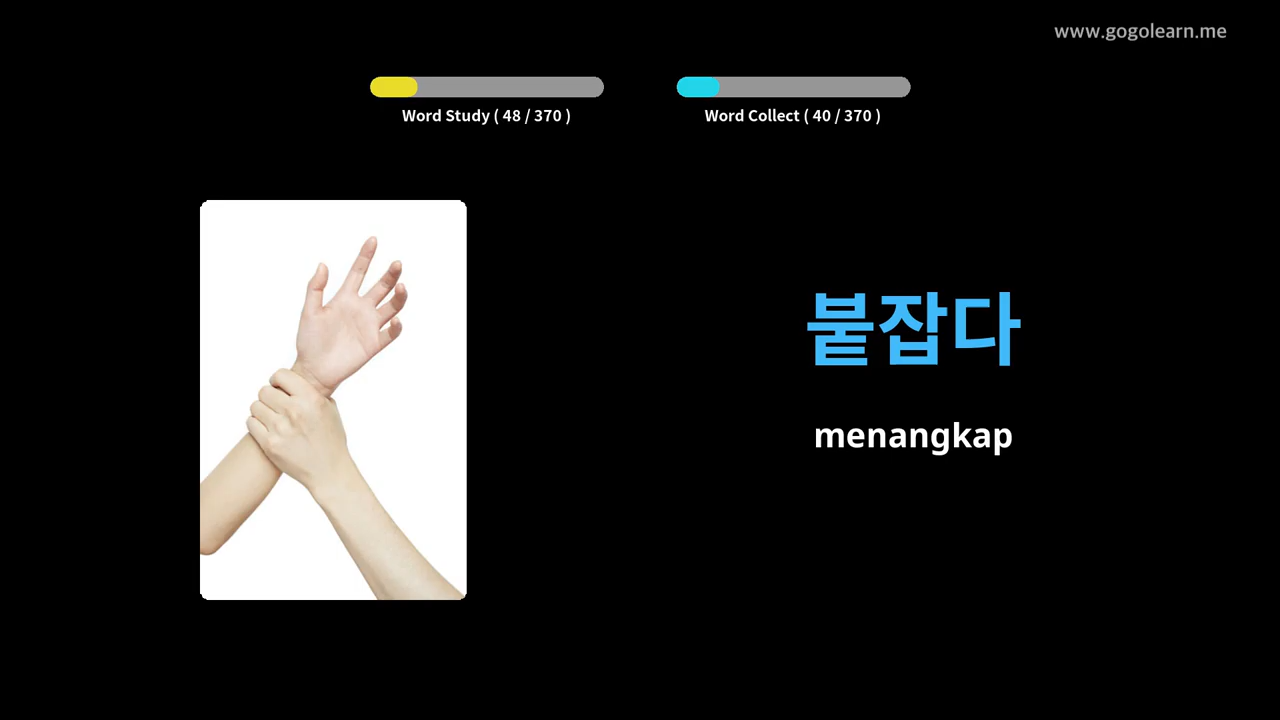 www.gogolearn.me
Word Study ( 48 / 370 )
Word Collect ( 40 / 370 )
붙잡다
menangkap